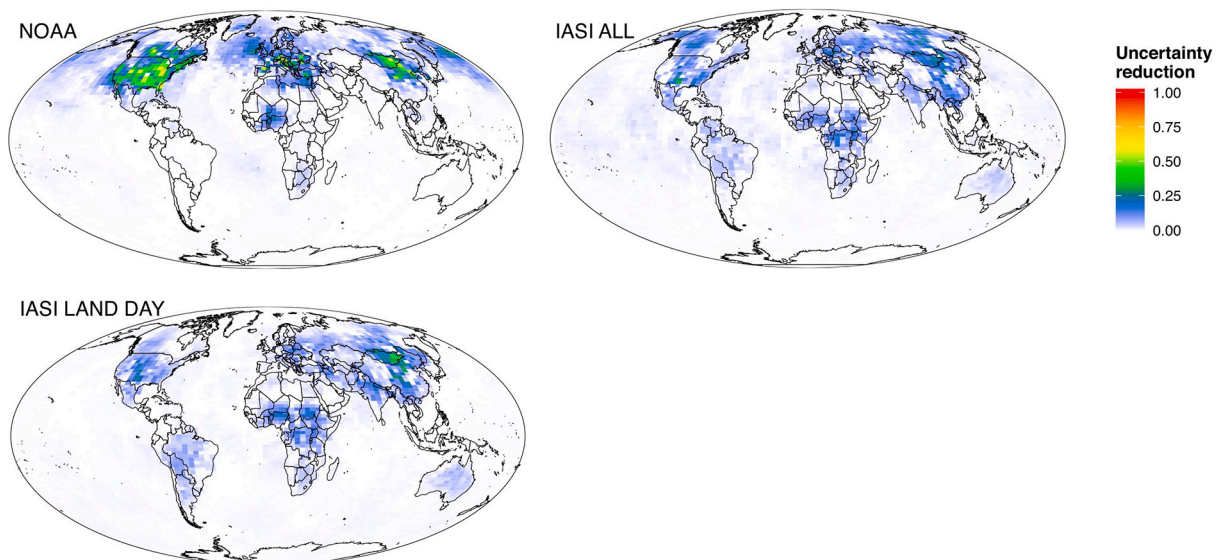 NOAA
IASI ALL
Uncertainty
reduction
1.00
0.75
0.50
0.25
0.00
IASI LAND DAY